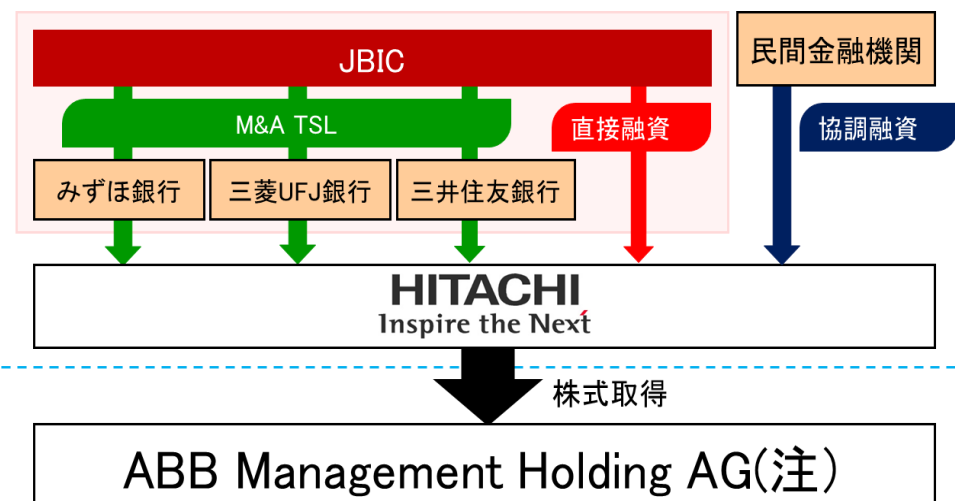 JBIC
民間金融機関
M&A TSL
直接融資
協調融資
みずほ銀行
三菱UFJ銀行
三井住友銀行
HITACHI
Inspire the Next
株式取得
ABB Management Holding AG(注)